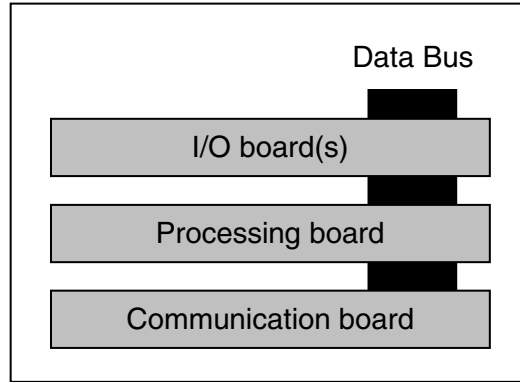 Data Bus
I/O board(s)
Processing board
Communication board